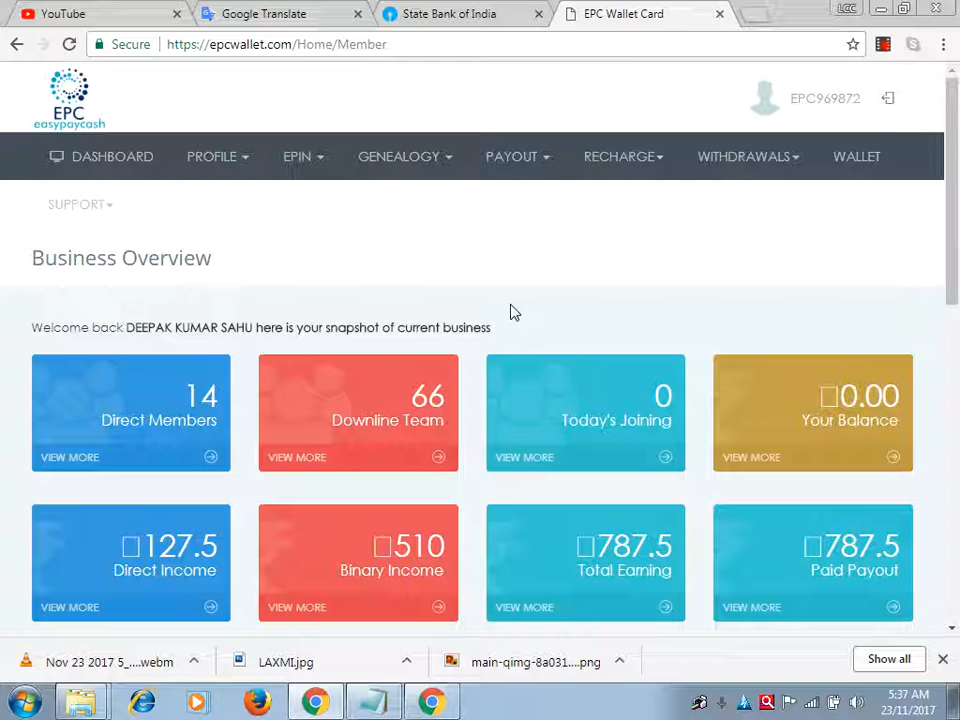 YouTube
Google Translate
State Bank of India
EPC Wallet Card
LCC
Secure
https://epcwallet.com/Home/Member
EPC
easypaycash
EPC969872
DASHBOARD
PROFILE
EPIN
GENEALOGY
PAYOUT
RECHARGE
WITHDRAWALS
WALLET
SUPPORT
Business Overview
Welcome back DEEPAK KUMAR SAHU here is your snapshot of current business
14
Direct Members
VIEW MORE
66
Downline Team
VIEW MORE
0
Today's Joining
VIEW MORE
0.00
Your Balance
VIEW MORE
127.5
Direct Income
VIEW MORE
510
Binary Income
VIEW MORE
787.5
Total Earning
VIEW MORE
787.5
Paid Payout
VIEW MORE
Nov 23 2017 5_....webm
LAXMI.jpg
main-qimg-8a031....png
Show all
5:37 AM
23/11/2017